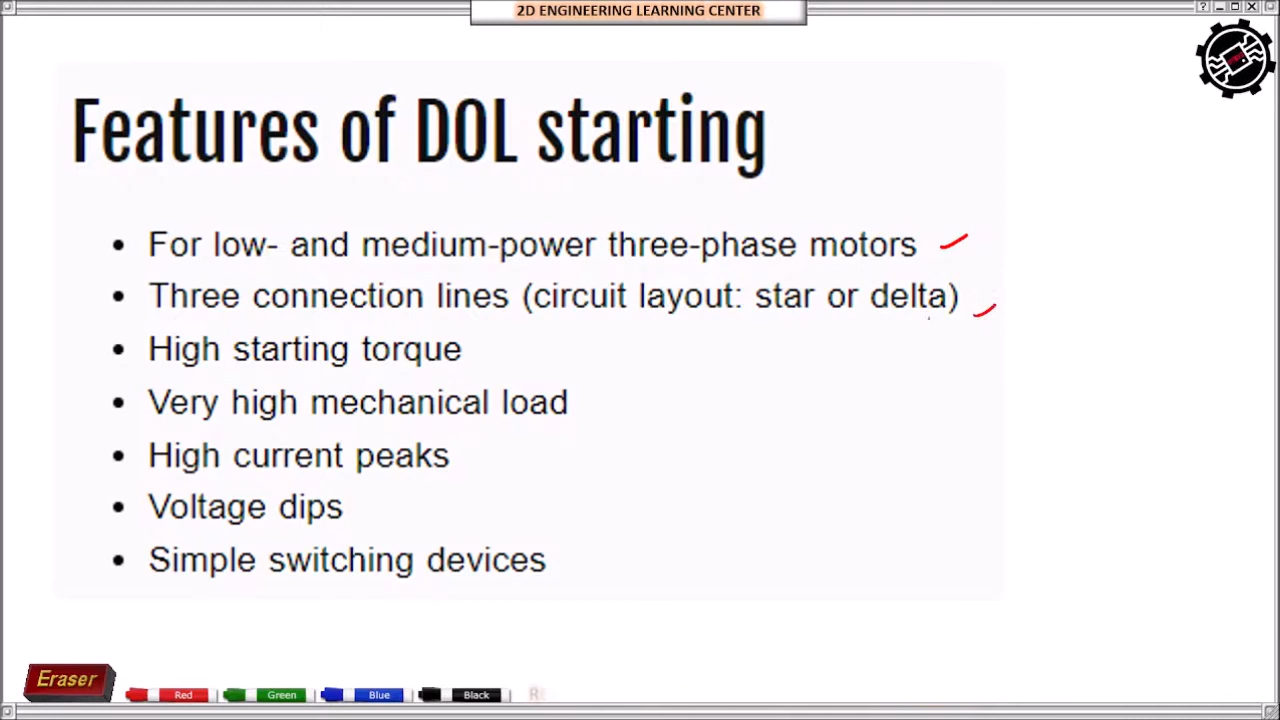 2D ENGINEERING LEARNING CENTER
Features of DOL starting
• For low- and medium-power three-phase motors
• Three connection lines (circuit layout: star or delta)
• High starting torque
• Very high mechanical load
• High current peaks
• Voltage dips
• Simple switching devices
Eraser
Red
Green
Blue
Black